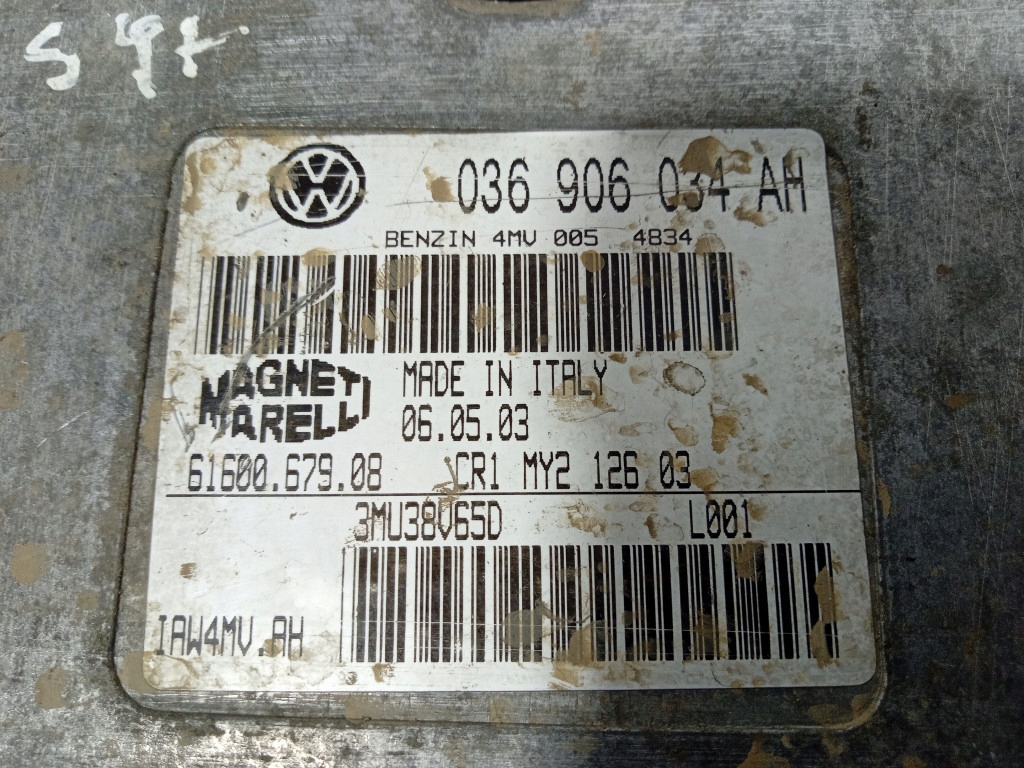 S 4x
036 906 034 AH
BENZIN 4MV 005 4834
MAGNETI
MARELLI
MADE IN ITALY
06.05.03
61600.679.08 CR1 MY2 126 03
3MU38V65D L001
IAW4MV.AH